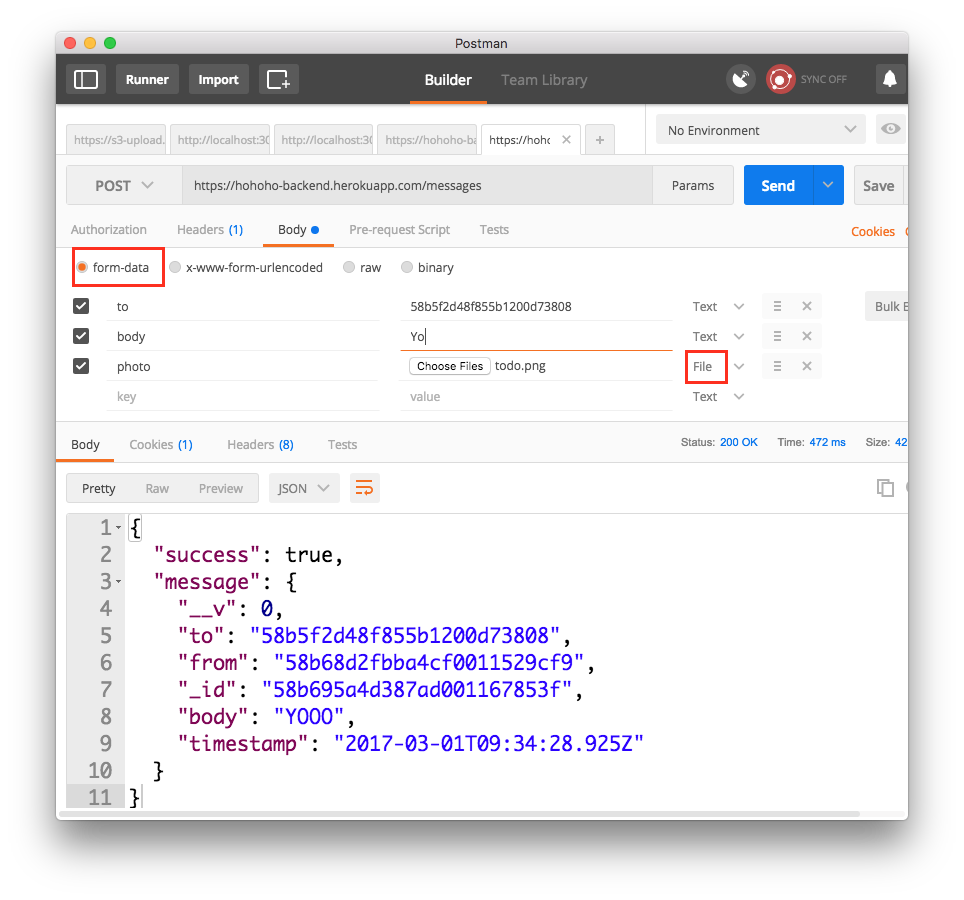 Postman
Runner Import Builder Team Library SYNC OFF
https://s3-upload. http://localhost:30 http://localhost:30 https://hohoho-ba https://hoho + No Environment
POST https://hohoho-backend.herokuapp.com/messages Params Send Save
Authorization Headers (1) Body Pre-request Script Tests Cookies
form-data x-www-form-urlencoded raw binary
to 58b5f2d48f855b1200d73808 Text Bulk E
body Yo Text
photo Choose Files todo.png File
key value Text
Body Cookies (1) Headers (8) Tests Status: 200 OK Time: 472 ms Size: 42
Pretty Raw Preview JSON
1 {
2 "success": true,
3 "message": {
4 "__v": 0,
5 "to": "58b5f2d48f855b1200d73808",
6 "from": "58b68d2fbba4cf0011529cf9",
7 "_id": "58b695a4d387ad001167853f",
8 "body": "YOOO",
9 "timestamp": "2017-03-01T09:34:28.925Z"
10 }
11 }